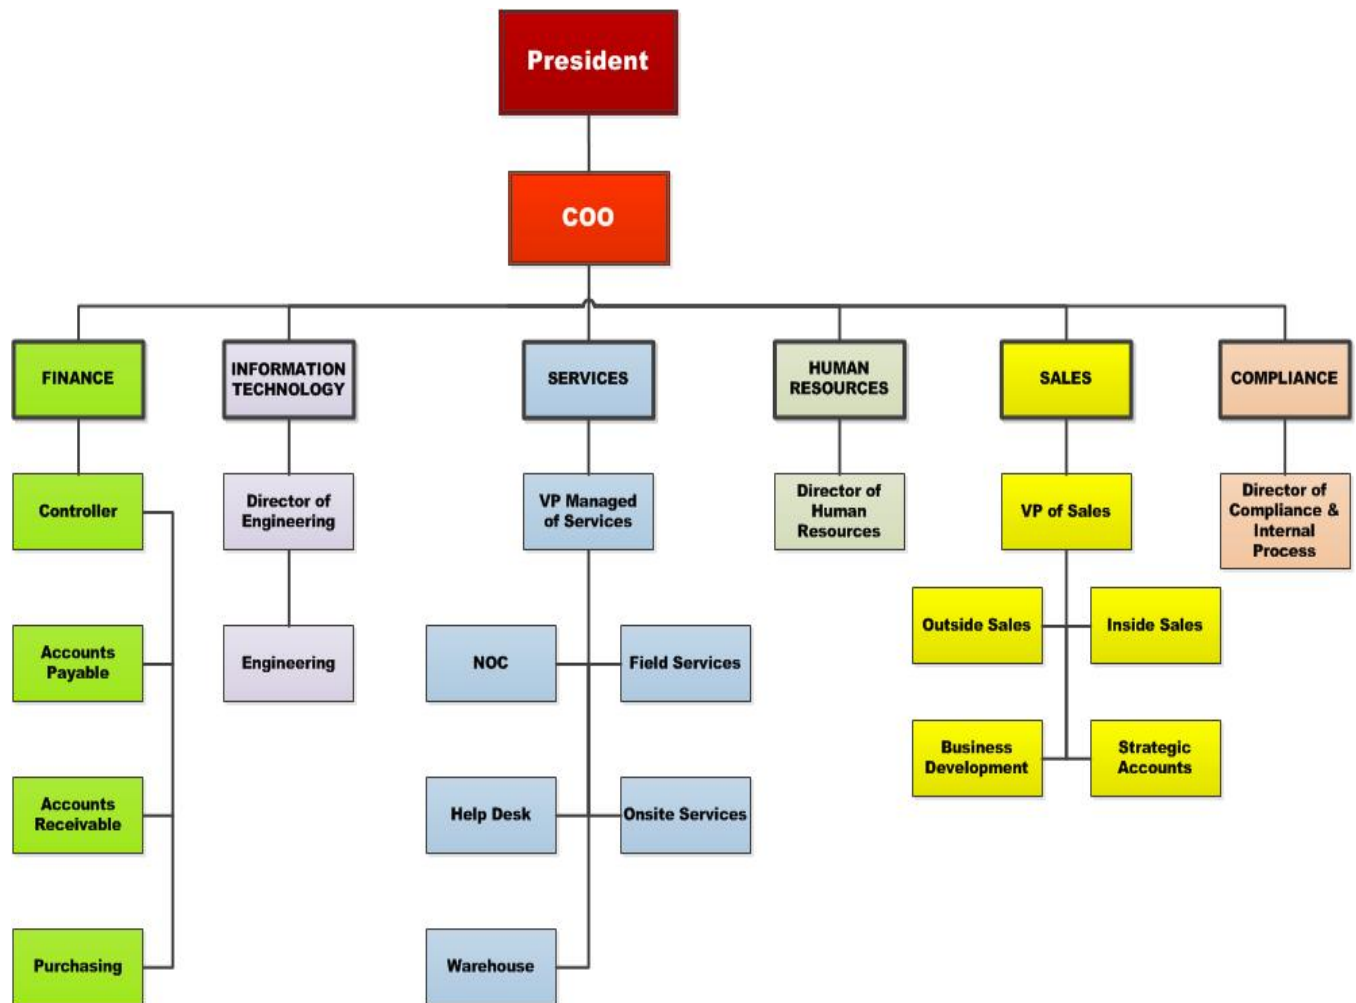 President
COO
FINANCE
INFORMATION
TECHNOLOGY
SERVICES
HUMAN
RESOURCES
SALES
COMPLIANCE
Controller
Director of
Engineering
VP Managed
of Services
Director of
Human
Resources
VP of Sales
Director of
Compliance &
Internal
Process
Outside Sales
Inside Sales
Accounts
Payable
Engineering
NOC
Field Services
Business
Development
Strategic
Accounts
Accounts
Receivable
Help Desk
Onsite Services
Purchasing
Warehouse